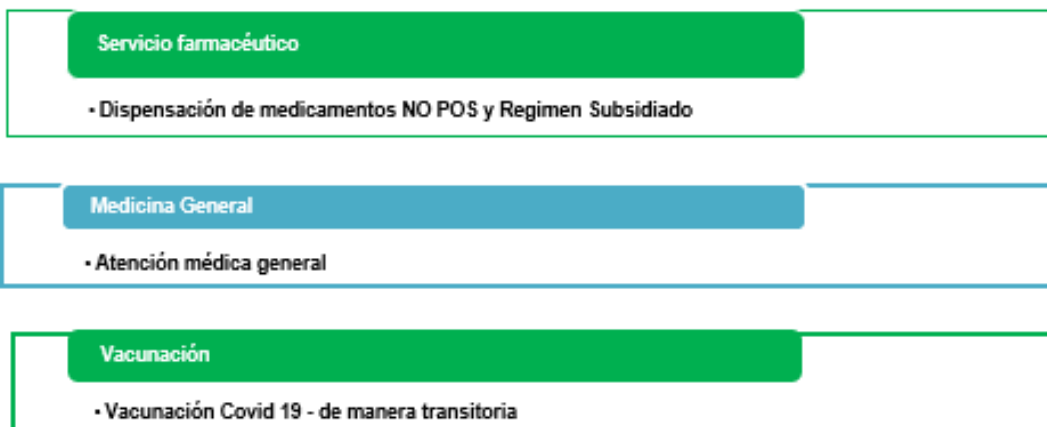 Servicio farmacéutico
· Dispensación de medicamentos NO POS y Regimen Subsidiado
Medicina General
· Atención médica general
Vacunación
· Vacunación Covid 19 - de manera transitoria